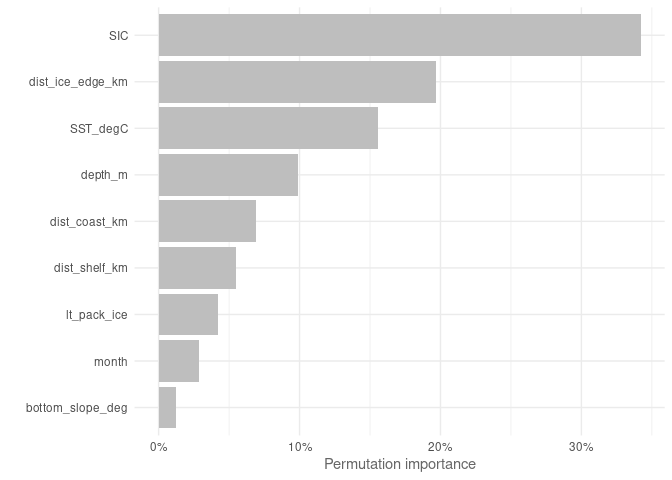 SIC
dist_ice_edge_km
SST_degC
depth_m
dist_coast_km
dist_shelf_km
lt_pack_ice
month
bottom_slope_deg
0% 10% 20% 30%
Permutation importance